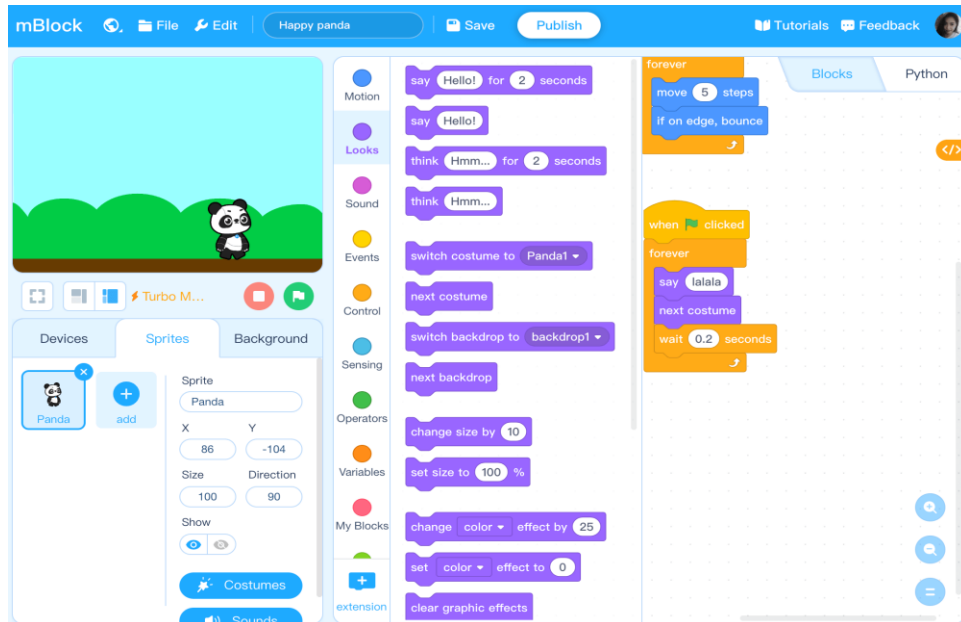 mBlock File Edit Happy panda Save Publish Tutorials Feedback
Motion
Looks
Sound
Events
Control
Sensing
Operators
Variables
My Blocks
extension
say Hello! for 2 seconds
say Hello!
think Hmm... for 2 seconds
think Hmm...
switch costume to Panda1
next costume
switch backdrop to backdrop1
next backdrop
change size by 10
set size to 100 %
change color effect by 25
set color effect to 0
clear graphic effects
Blocks Python
forever
move 5 steps
if on edge, bounce
when clicked
forever
say lalala
next costume
wait 0.2 seconds
Turbo M...
Devices Sprites Background
Panda
add
Sprite
Panda
X Y
86 -104
Size Direction
100 90
Show
Costumes
Sounds